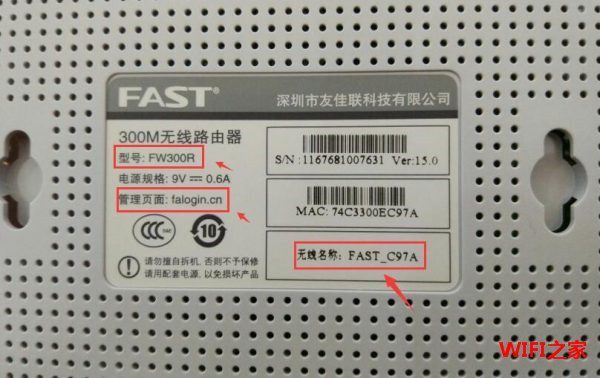 FAST®
深圳市友佳联科技有限公司
300M无线路由器
型号: FW300R
电源规格: 9V ⎓ 0.6A
管理页面: falogin.cn
S/N:1167681007631 Ver:15.0
MAC: 74C3300EC97A
无线名称: FAST_C97A
CCC
10
请勿擅自拆机, 否则不予保修
请用配套电源, 以免损坏产品
WIFI之家